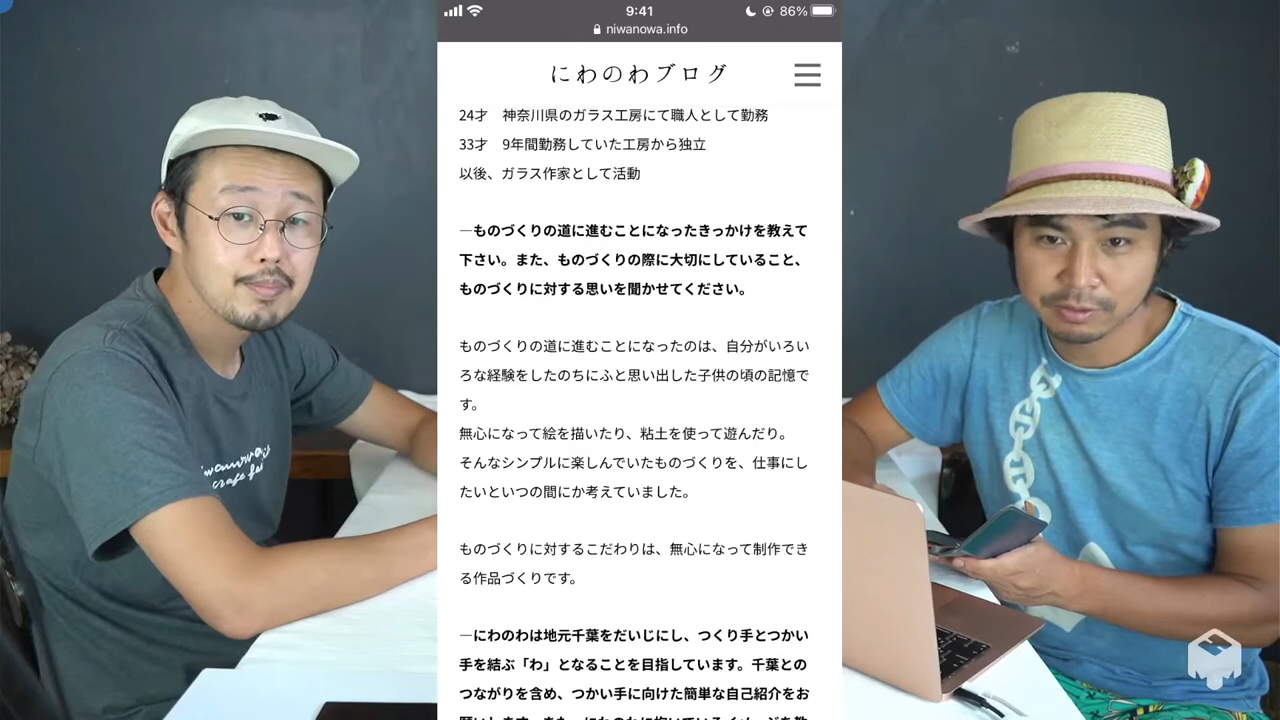 9:41
86%
niwanowa.info
にわのわブログ
24才　神奈川県のガラス工房にて職人として勤務
33才　9年間勤務していた工房から独立
以後、ガラス作家として活動
―ものづくりの道に進むことになったきっかけを教えて
下さい。また、ものづくりの際に大切にしていること、
ものづくりに対する思いを聞かせてください。
ものづくりの道に進むことになったのは、自分がいろい
ろな経験をしたのちにふと思い出した子供の頃の記憶で
す。
無心になって絵を描いたり、粘土を使って遊んだり。
そんなシンプルに楽しんでいたものづくりを、仕事にし
たいといつの間にか考えていました。
ものづくりに対するこだわりは、無心になって制作でき
る作品づくりです。
―にわのわは地元千葉をだいじにし、つくり手とつかい
手を結ぶ「わ」となることを目指しています。千葉との
つながりを含め、つかい手に向けた簡単な自己紹介をお